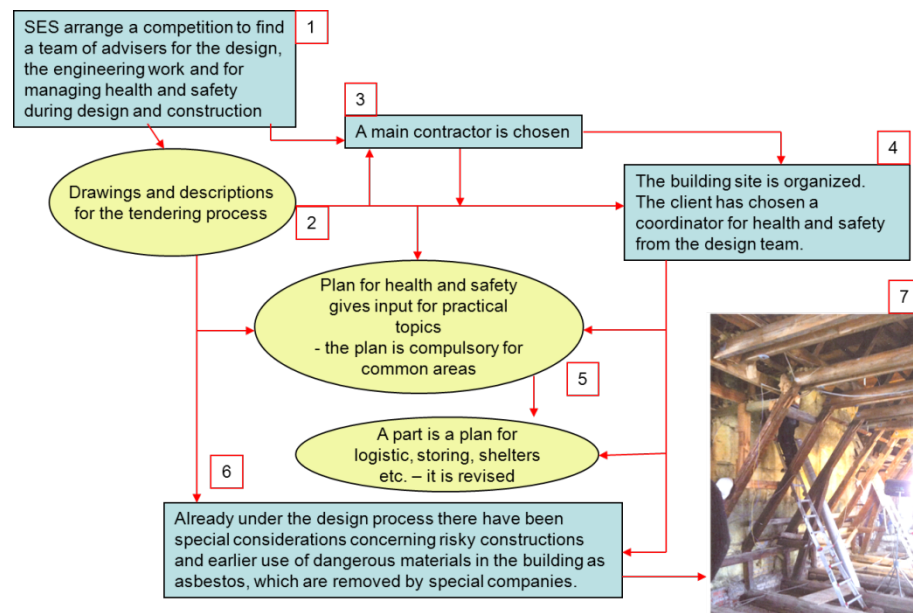 SES arrange a competition to find
a team of advisers for the design,
the engineering work and for
managing health and safety
during design and construction
1
3
A main contractor is chosen
4
The building site is organized.
The client has chosen a
coordinator for health and safety
from the design team.
Drawings and descriptions
for the tendering process
2
Plan for health and safety
gives input for practical
topics
- the plan is compulsory for
common areas
5
7
A part is a plan for
logistic, storing, shelters
etc. – it is revised
6
Already under the design process there have been
special considerations concerning risky constructions
and earlier use of dangerous materials in the building as
asbestos, which are removed by special companies.